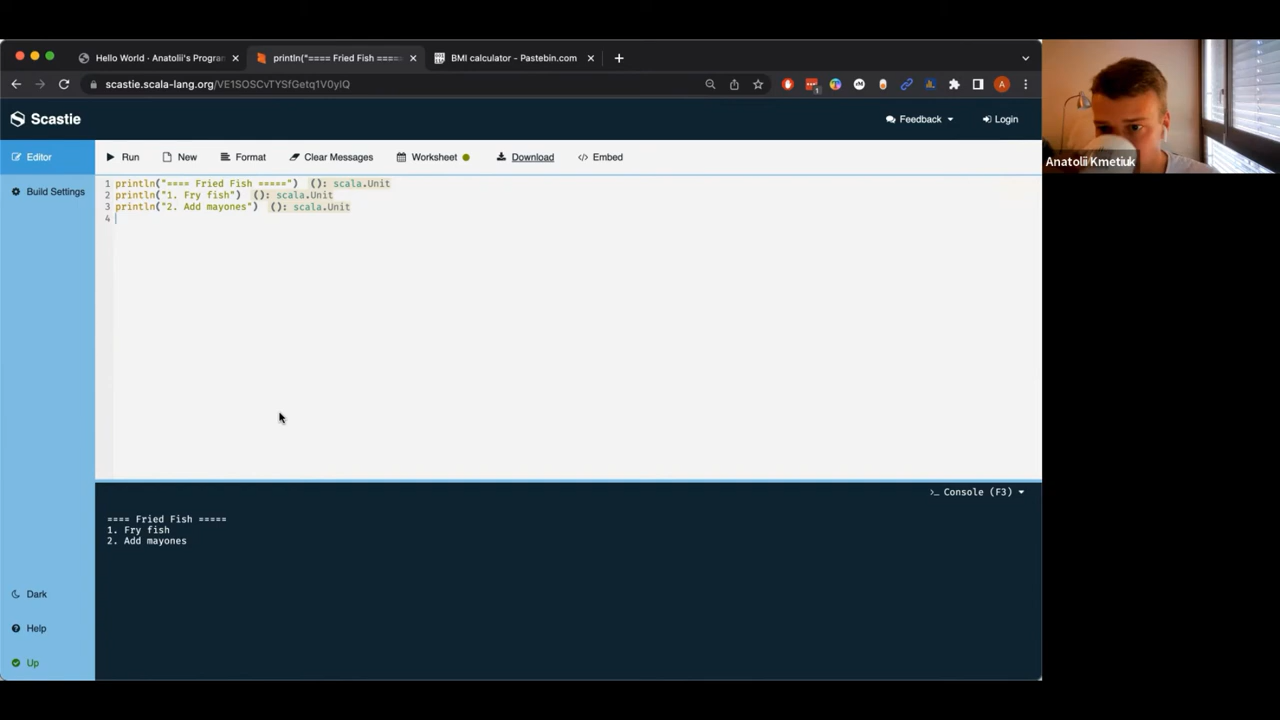 Hello World · Anatolii's Progra
println("==== Fried Fish =====
BMI calculator - Pastebin.com
scastie.scala-lang.org/VE1SOSCvTYSfGetq1V0yIQ
1
A
Scastie
Feedback
Login
Editor
Run
New
Format
Clear Messages
Worksheet
Download
Embed
Build Settings
1 println("==== Fried Fish =====") (): scala.Unit
2 println("1. Fry fish") (): scala.Unit
3 println("2. Add mayones") (): scala.Unit
4
>_ Console (F3)
==== Fried Fish =====
1. Fry fish
2. Add mayones
Dark
Help
Up
Anatolii Kmetiuk